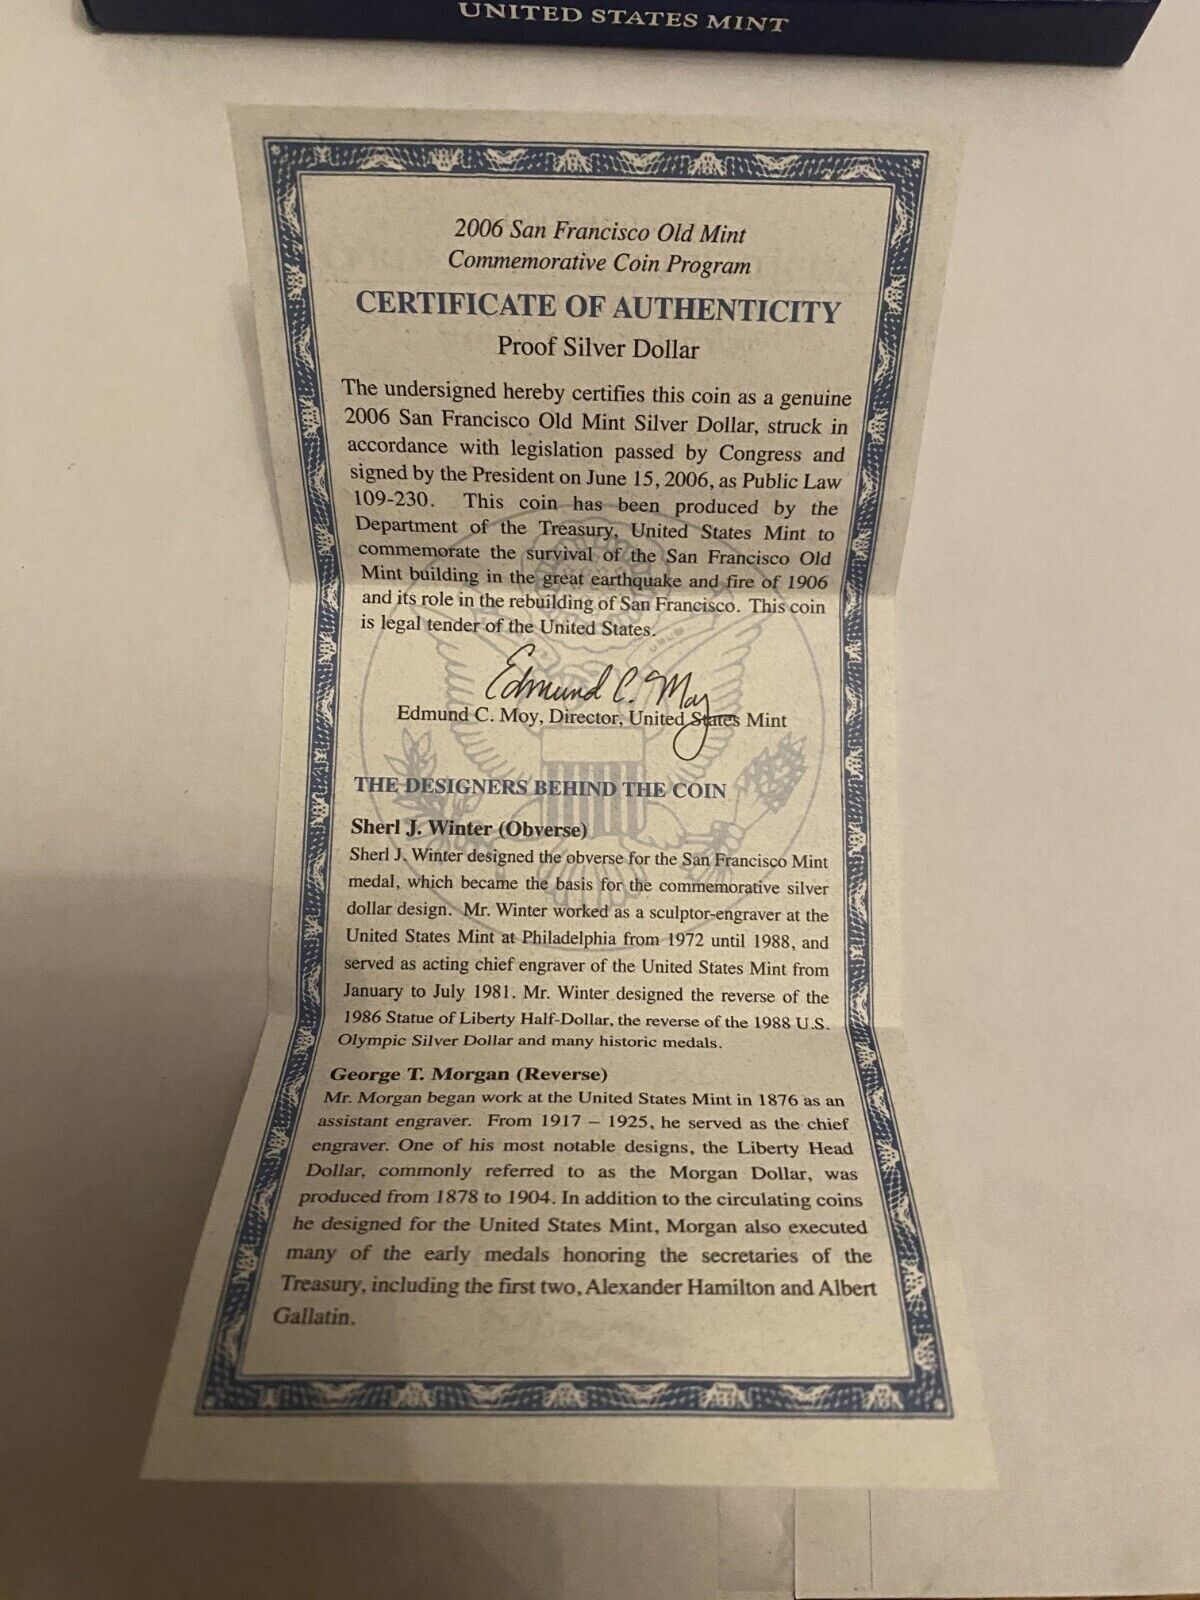 UNITED STATES MINT
2006 San Francisco Old Mint
Commemorative Coin Program
CERTIFICATE OF AUTHENTICITY
Proof Silver Dollar
The undersigned hereby certifies this coin as a genuine
2006 San Francisco Old Mint Silver Dollar, struck in
accordance with legislation passed by Congress and
signed by the President on June 15, 2006, as Public Law
109-230. This coin has been produced by the
Department of the Treasury, United States Mint to
commemorate the survival of the San Francisco Old
Mint building in the great earthquake and fire of 1906
and its role in the rebuilding of San Francisco. This coin
is legal tender of the United States.
Edmund C. Moy
Edmund C. Moy, Director, United States Mint
THE DESIGNERS BEHIND THE COIN
Sherl J. Winter (Obverse)
Sherl J. Winter designed the obverse for the San Francisco Mint
medal, which became the basis for the commemorative silver
dollar design. Mr. Winter worked as a sculptor-engraver at the
United States Mint at Philadelphia from 1972 until 1988, and
served as acting chief engraver of the United States Mint from
January to July 1981. Mr. Winter designed the reverse of the
1986 Statue of Liberty Half-Dollar, the reverse of the 1988 U.S.
Olympic Silver Dollar and many historic medals.
George T. Morgan (Reverse)
Mr. Morgan began work at the United States Mint in 1876 as an
assistant engraver. From 1917 – 1925, he served as the chief
engraver. One of his most notable designs, the Liberty Head
Dollar, commonly referred to as the Morgan Dollar, was
produced from 1878 to 1904. In addition to the circulating coins
he designed for the United States Mint, Morgan also executed
many of the early medals honoring the secretaries of the
Treasury, including the first two, Alexander Hamilton and Albert
Gallatin.